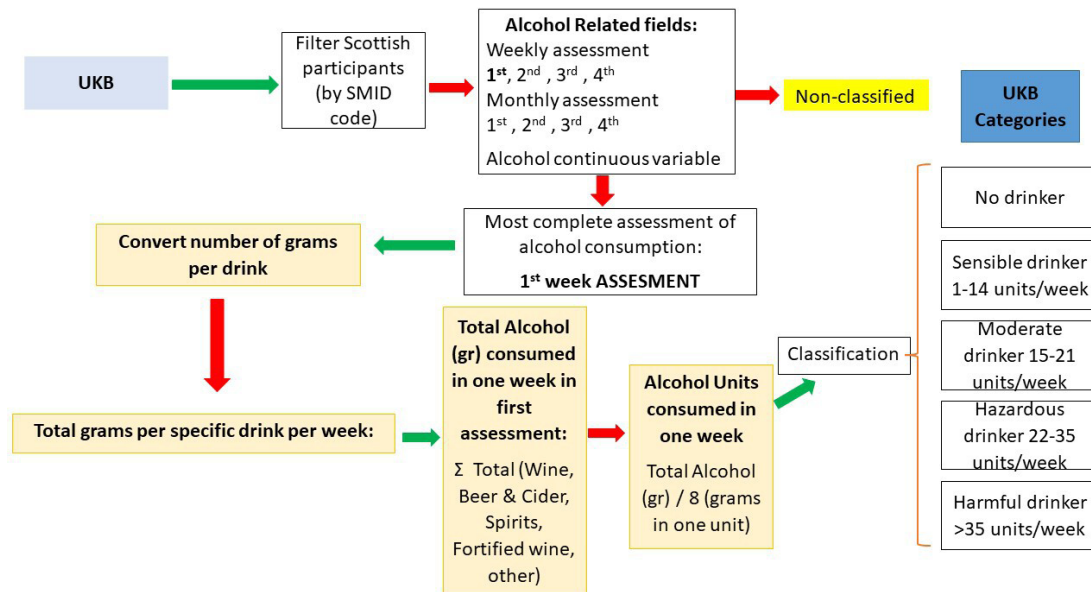 UKB
Filter Scottish
participants
(by SMID
code)
Alcohol Related fields:
Weekly assessment
1st, 2nd , 3rd , 4th
Monthly assessment
1st , 2nd , 3rd , 4th
Alcohol continuous variable
Non-classified
UKB
Categories
Most complete assessment of
alcohol consumption:
1st week ASSESMENT
Convert number of grams
per drink
Total grams per specific drink per week:
Total Alcohol
(gr) consumed
in one week in
first
assessment:
Σ Total (Wine,
Beer & Cider,
Spirits,
Fortified wine,
other)
Alcohol Units
consumed in
one week
Total Alcohol
(gr) / 8 (grams
in one unit)
Classification
No drinker
Sensible drinker
1-14 units/week
Moderate
drinker 15-21
units/week
Hazardous
drinker 22-35
units/week
Harmful drinker
>35 units/week